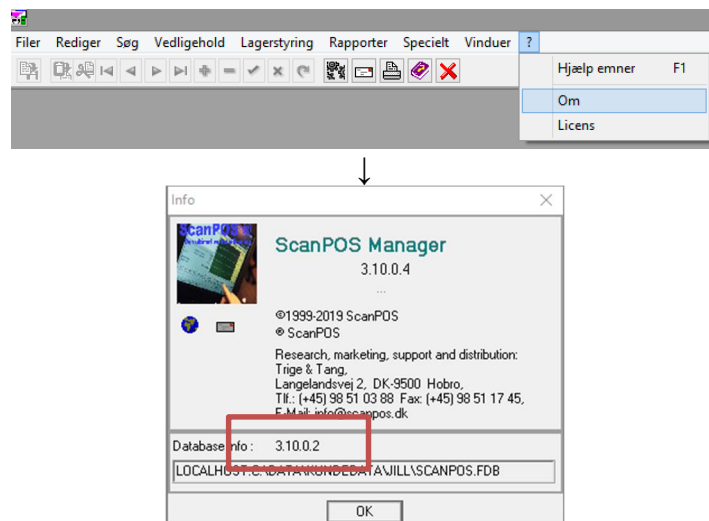 Filer Rediger Søg Vedligehold Lagerstyring Rapporter Specielt Vinduer ?
Hjælp emner F1
Om
Licens
↓
Info
ScanPOS
ScanPOS Manager
3.10.0.4
...
©1999-2019 ScanPOS
® ScanPOS
Research, marketing, support and distribution:
Trige & Tang,
Langelandsvej 2, DK-9500 Hobro,
Tlf.: (+45) 98 51 03 88 Fax: (+45) 98 51 17 45,
E-Mail: info@scanpos.dk
Database info : 3.10.0.2
LOCALHOST:C:\DATA\KUNDEDATA\JILL\SCANPOS.FDB
OK